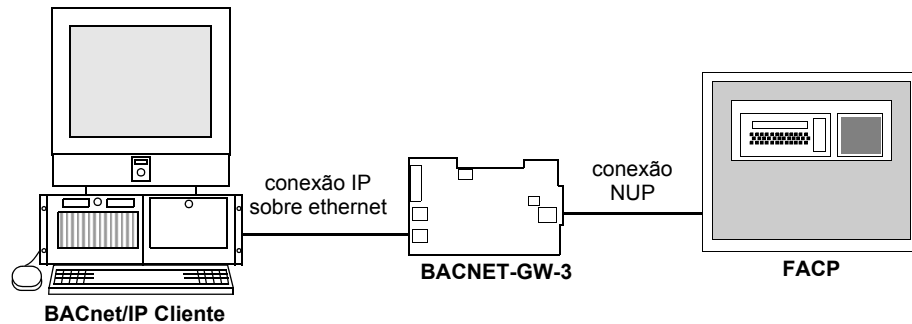 conexão IP
sobre ethernet
conexão
NUP
BACNET-GW-3
FACP
BACnet/IP Cliente